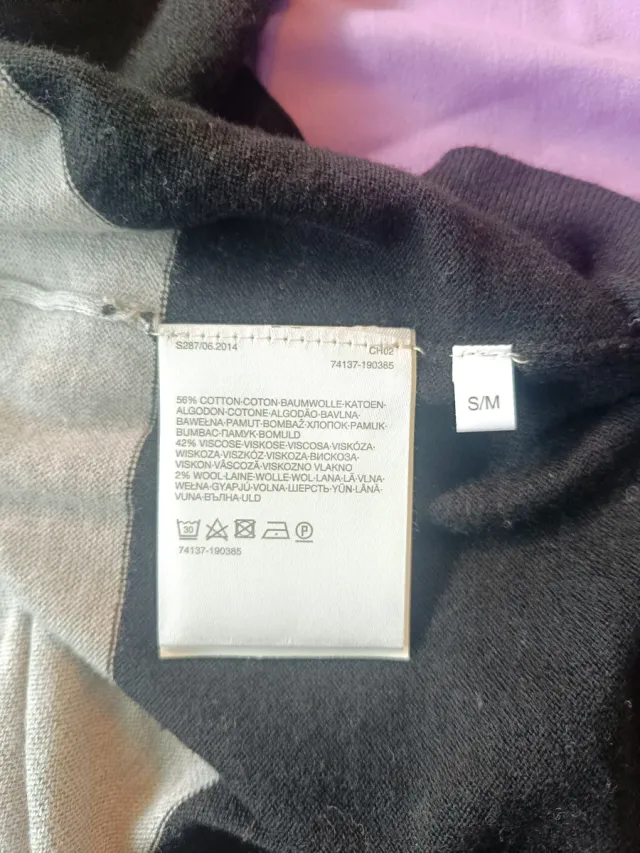 S287/06.2014 CH02
74137-190385
56% COTTON-COTON-BAUMWOLLE-KATOEN-
ALGODON-COTONE-ALGODÃO-BAVLNA-
BAWEŁNA-PAMUT-BOMBAŽ-ХЛОПОК-PAMUK-
BUMBAC-ПАМУК-BOMULD
42% VISCOSE-VISKOSE-VISCOSA-VISKÓZA-
WISKOZA-VISZKÓZ-VISKOZA-ВИСКОЗА-
VISKON-VÂSCOZĂ-VISKOZNO VLAKNO
2% WOOL-LAINE-WOLLE-WOL-LANA-LÃ-VLNA-
WEŁNA-GYAPJÚ-VOLNA-ШЕРСТЬ-YÜN-LÂNĂ-
VUNA-ВЪЛНА-ULD
30 P
74137-190385
S/M